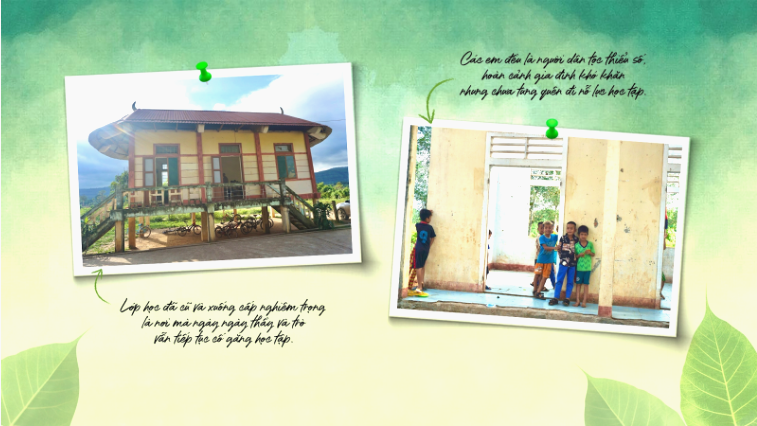 Các em đều là người dân tộc thiểu số,
hoàn cảnh gia đình khó khăn
nhưng chưa từng quên đi nỗ lực học tập.
Lớp học đã cũ và xuống cấp nghiêm trọng
là nơi mà ngày ngày thầy và trò
vẫn tiếp tục cố gắng học tập.